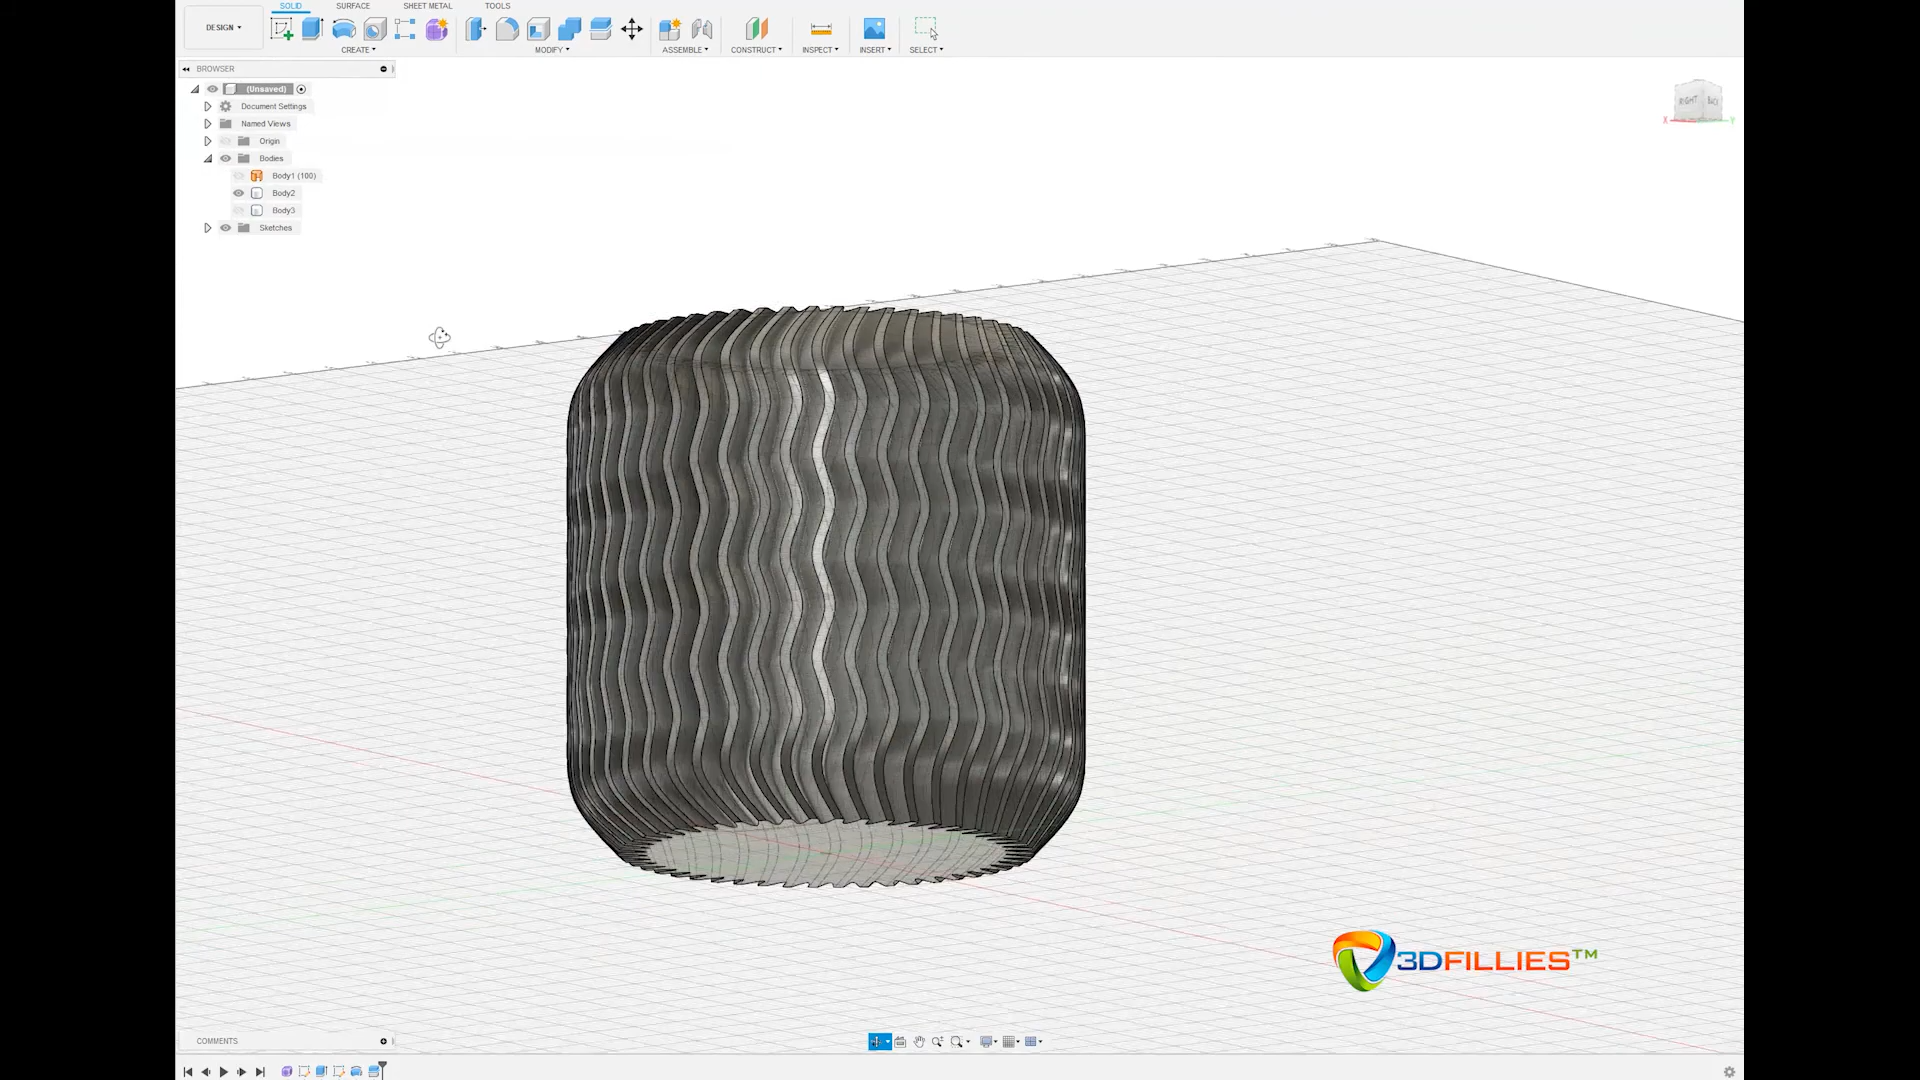 SOLID SURFACE SHEET METAL TOOLS
DESIGN
CREATE MODIFY ASSEMBLE CONSTRUCT INSPECT INSERT SELECT
BROWSER
(Unsaved)
Document Settings
Named Views
Origin
Bodies
Body1 (100)
Body2
Body3
Sketches
RIGHT
X Y
3DFILLIES™
COMMENTS